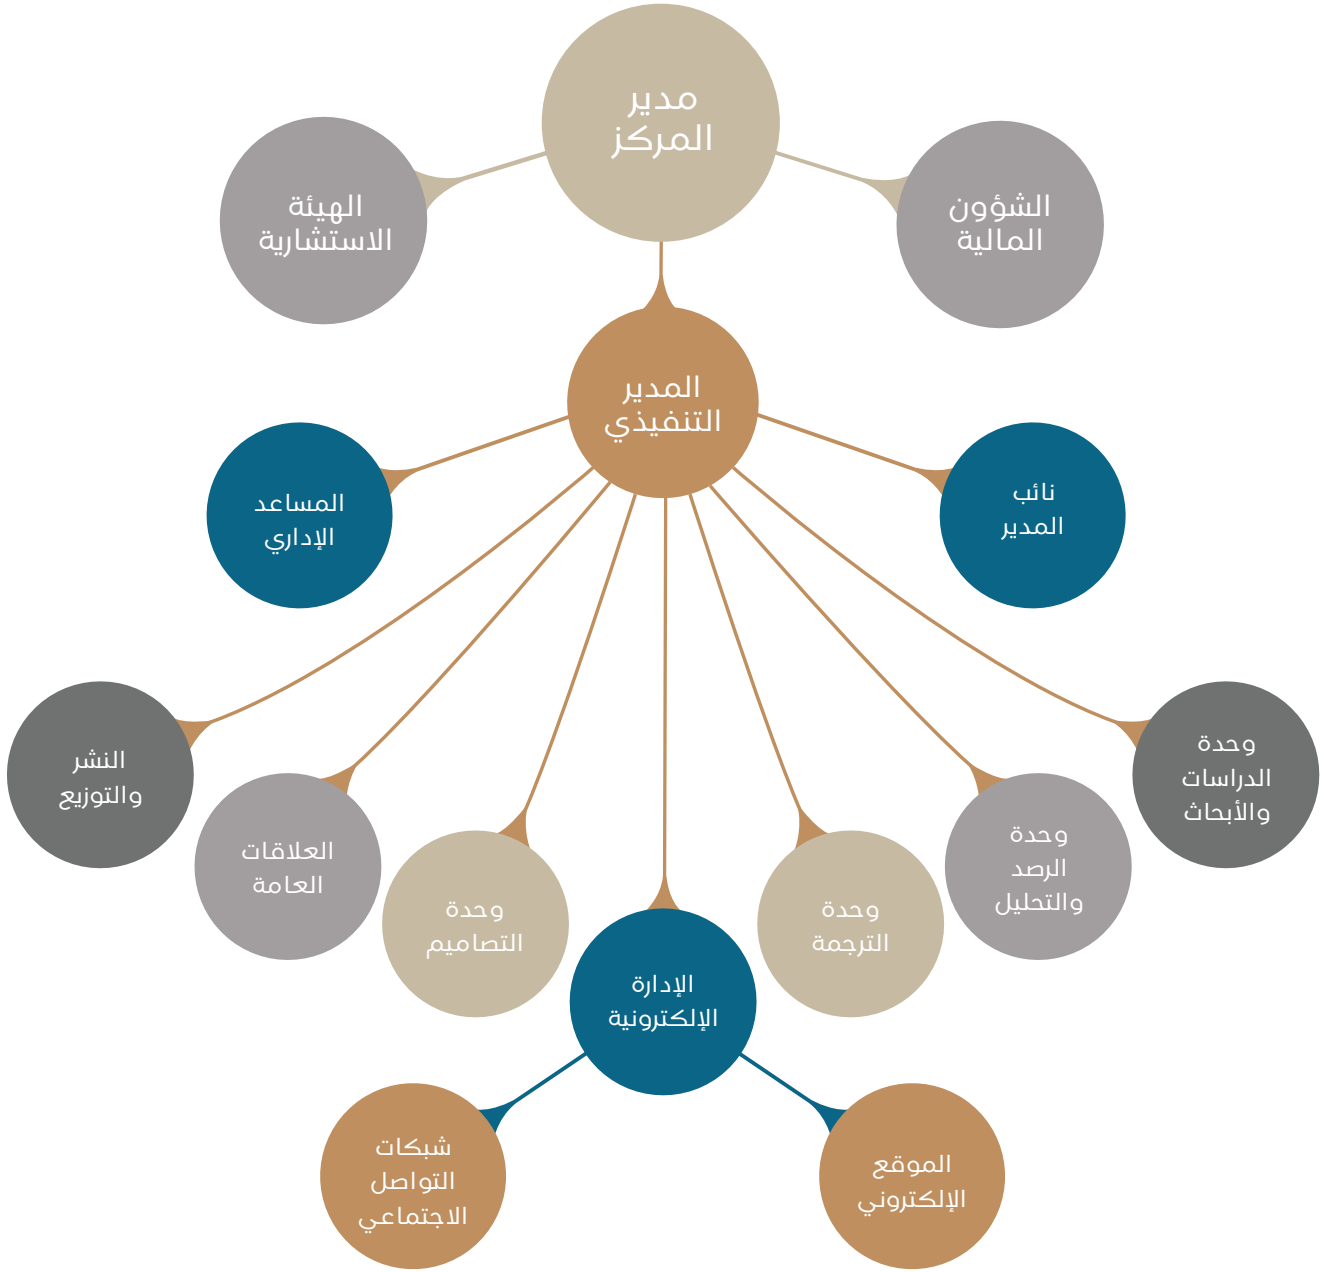 مدير
المركز
الشؤون
المالية
الهيئة
الاستشارية
المدير
التنفيذي
نائب
المدير
المساعد
الإداري
وحدة
الدراسات
والأبحاث
وحدة
الرصد
والتحليل
وحدة
الترجمة
الإدارة
الإلكترونية
وحدة
التصاميم
العلاقات
العامة
النشر
والتوزيع
الموقع
الإلكتروني
شبكات
التواصل
الاجتماعي